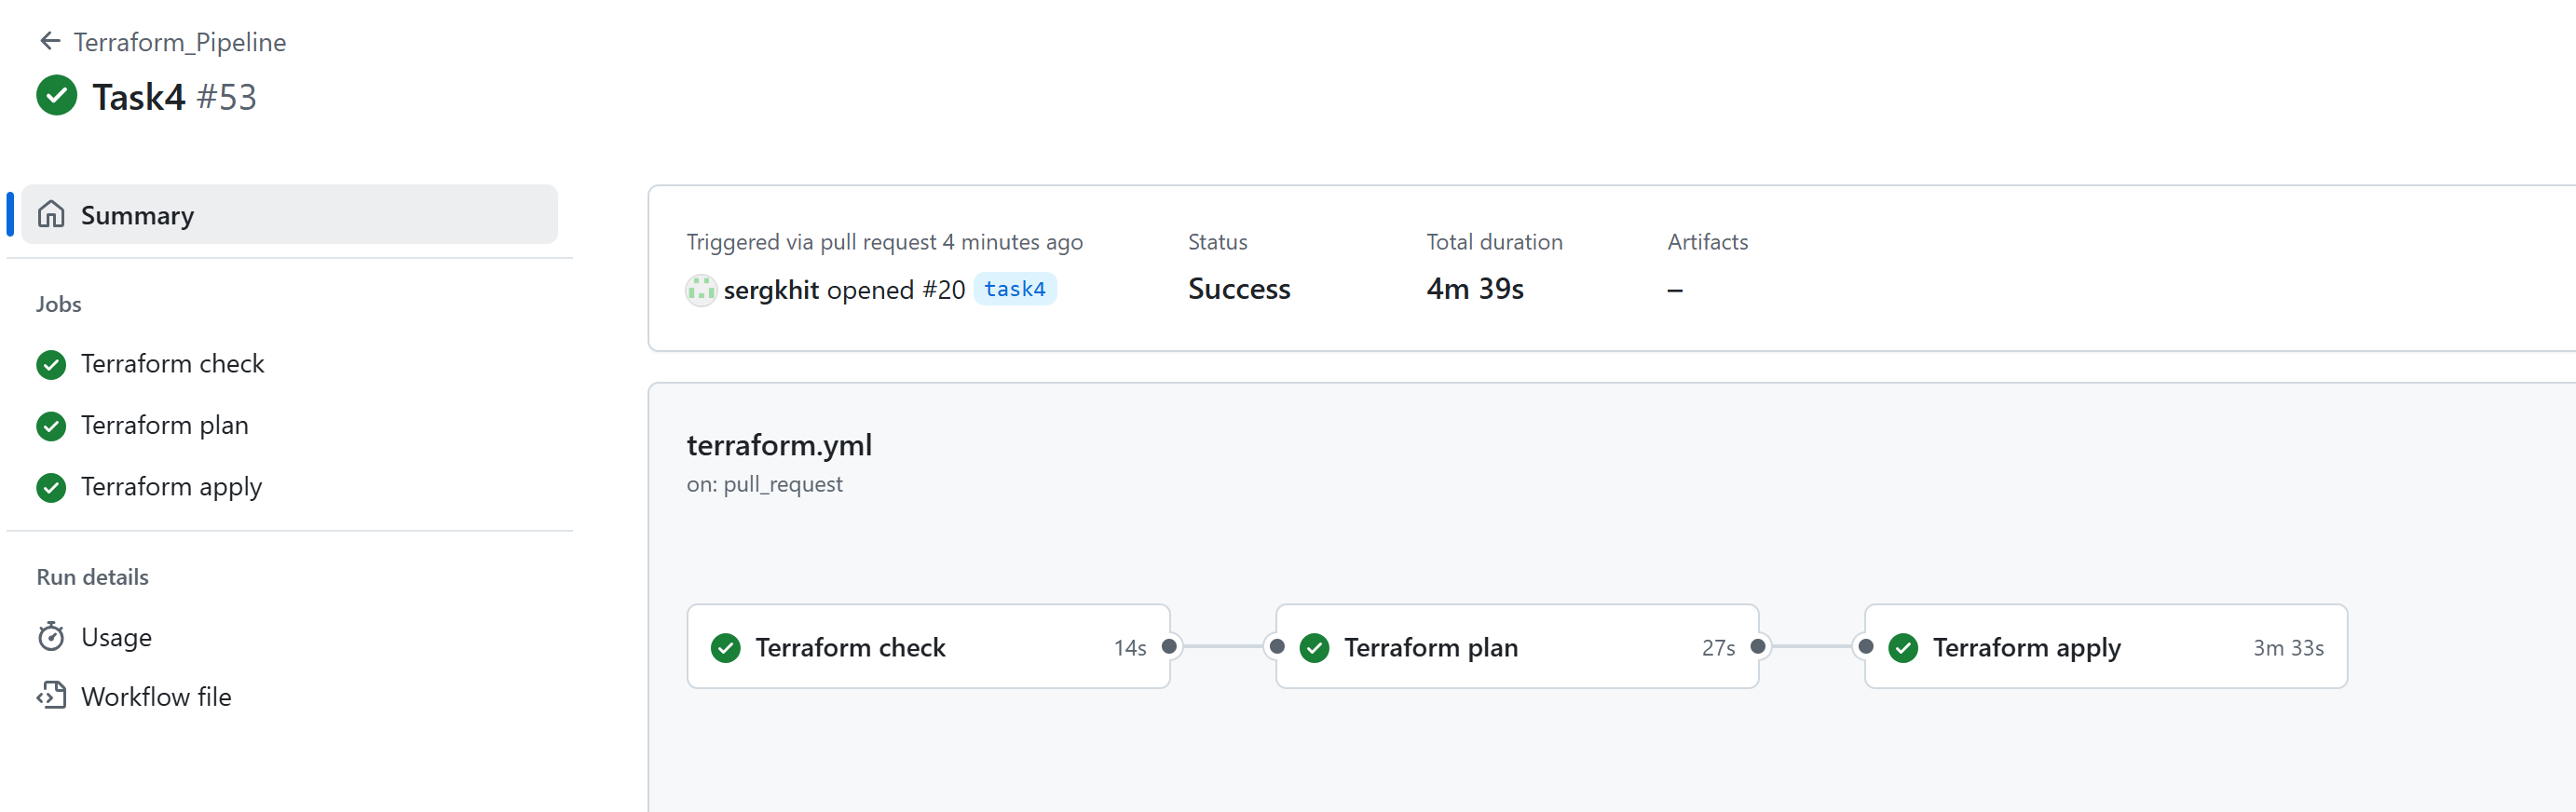 Terraform_Pipeline
Task4 #53
Summary
Jobs
Terraform check
Terraform plan
Terraform apply
Run details
Usage
Workflow file
Triggered via pull request 4 minutes ago
sergkhit opened #20 task4
Status
Success
Total duration
4m 39s
Artifacts
–
terraform.yml
on: pull_request
Terraform check 14s
Terraform plan 27s
Terraform apply 3m 33s